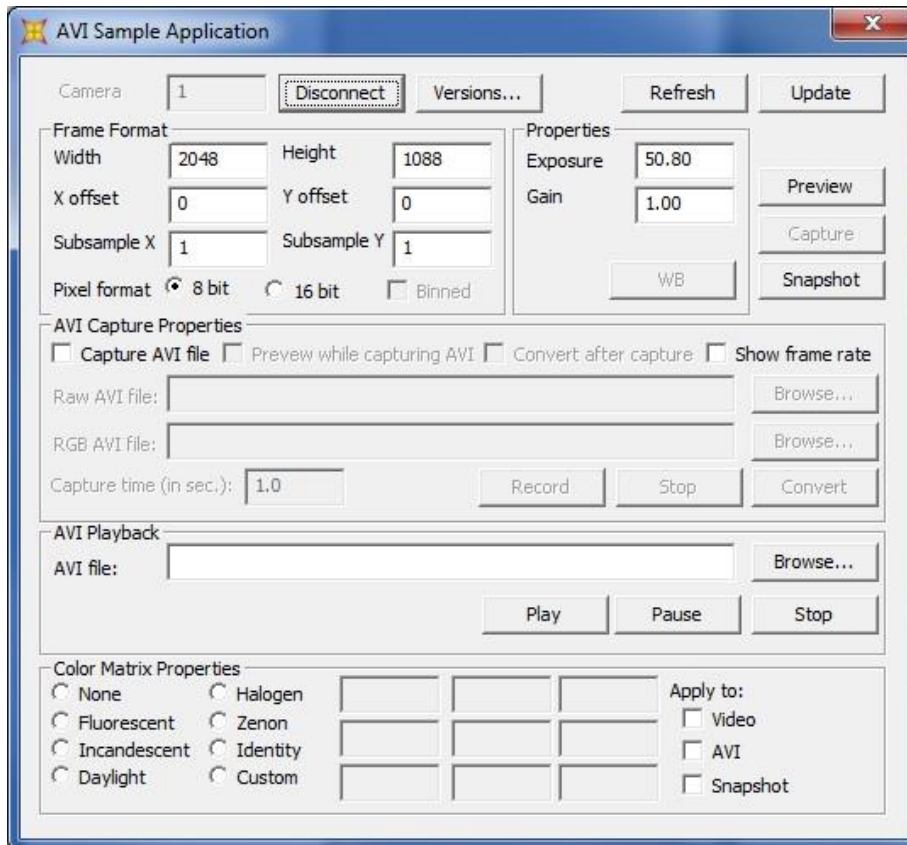 AVI Sample Application
Camera 1 Disconnect Versions... Refresh Update
Frame Format
Width 2048 Height 1088
X offset 0 Y offset 0
Subsample X 1 Subsample Y 1
Pixel format 8 bit 16 bit Binned
Properties
Exposure 50.80
Gain 1.00
WB
Preview
Capture
Snapshot
AVI Capture Properties
Capture AVI file Prevew while capturing AVI Convert after capture Show frame rate
Raw AVI file: Browse...
RGB AVI file: Browse...
Capture time (in sec.): 1.0 Record Stop Convert
AVI Playback
AVI file: Browse...
Play Pause Stop
Color Matrix Properties
None Halogen
Fluorescent Zenon
Incandescent Identity
Daylight Custom
Apply to:
Video
AVI
Snapshot